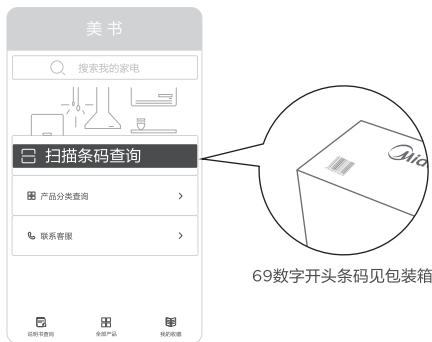 美书
搜索我的家电
扫描条码查询
产品分类查询
联系客服
说明书查询
全部产品
我的收藏
Mid
69数字开头条码见包装箱